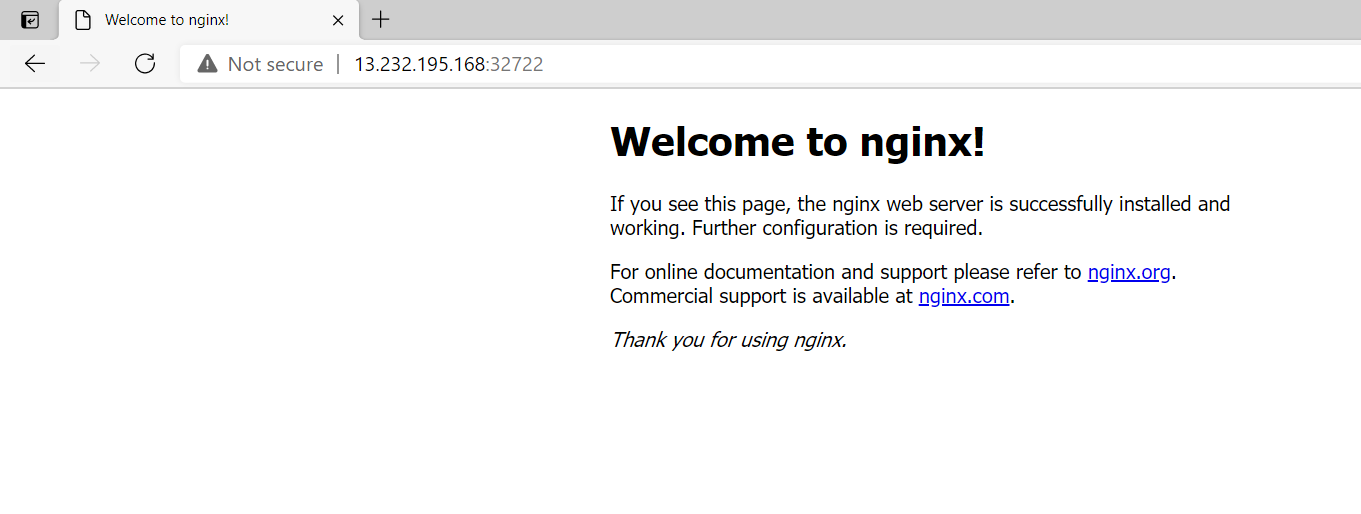 Welcome to nginx!
Not secure | 13.232.195.168:32722
Welcome to nginx!
If you see this page, the nginx web server is successfully installed and
working. Further configuration is required.
For online documentation and support please refer to nginx.org.
Commercial support is available at nginx.com.
Thank you for using nginx.